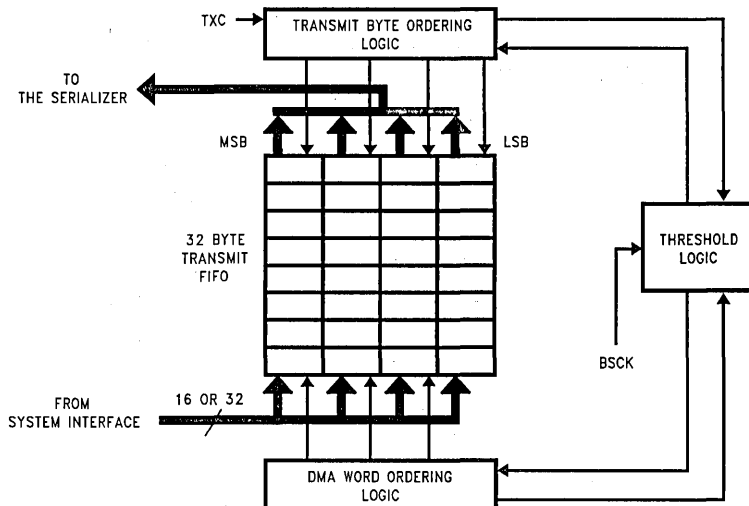 TXC
TRANSMIT BYTE ORDERING
LOGIC
TO
THE SERIALIZER
MSB
LSB
32 BYTE
TRANSMIT
FIFO
THRESHOLD
LOGIC
BSCK
FROM
SYSTEM INTERFACE
16 OR 32
DMA WORD ORDERING
LOGIC